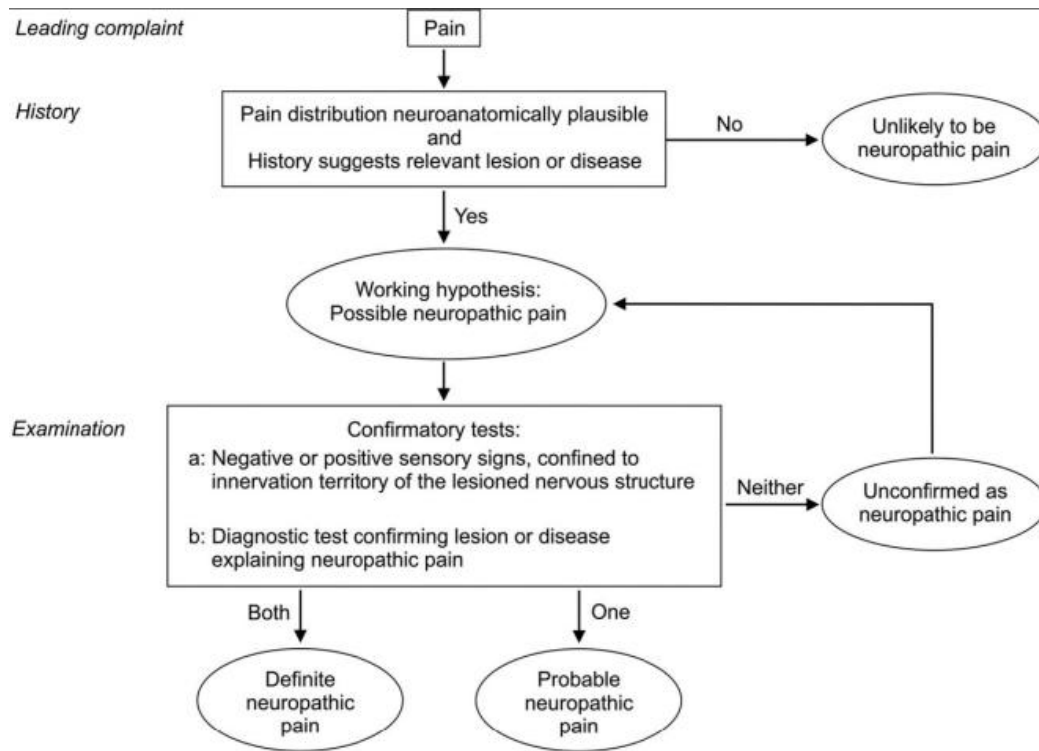 Leading complaint
Pain
History
Pain distribution neuroanatomically plausible
and
History suggests relevant lesion or disease
No
Unlikely to be
neuropathic pain
Yes
Working hypothesis:
Possible neuropathic pain
Examination
Confirmatory tests:
a: Negative or positive sensory signs, confined to
innervation territory of the lesioned nervous structure
b: Diagnostic test confirming lesion or disease
explaining neuropathic pain
Neither
Unconfirmed as
neuropathic pain
Both
One
Definite
neuropathic
pain
Probable
neuropathic
pain